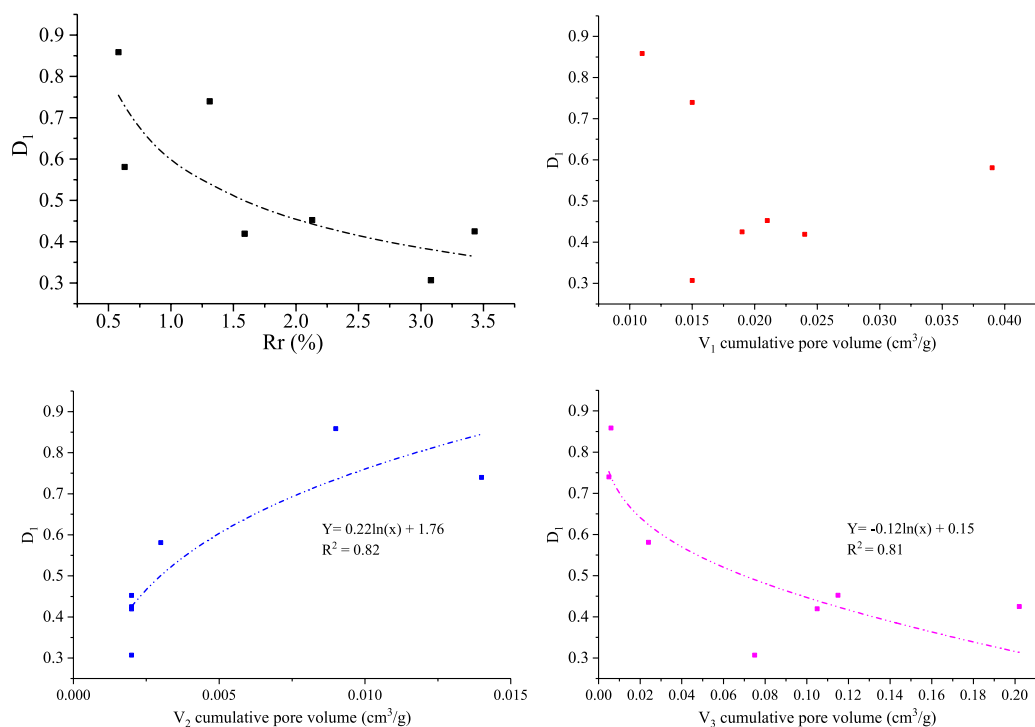 0.9
0.8
0.7
0.6
0.5
0.4
0.3
D1
0.5 1.0 1.5 2.0 2.5 3.0 3.5
Rr (%)
0.9
0.8
0.7
0.6
0.5
0.4
0.3
D1
0.010 0.015 0.020 0.025 0.030 0.035 0.040
V1 cumulative pore volume (cm3/g)
0.9
0.8
0.7
0.6
0.5
0.4
0.3
D1
Y= 0.22ln(x) + 1.76
R2 = 0.82
0.000 0.005 0.010 0.015
V2 cumulative pore volume (cm3/g)
0.9
0.8
0.7
0.6
0.5
0.4
0.3
D1
Y= -0.12ln(x) + 0.15
R2 = 0.81
0.00 0.02 0.04 0.06 0.08 0.10 0.12 0.14 0.16 0.18 0.20
V3 cumulative pore volume (cm3/g)